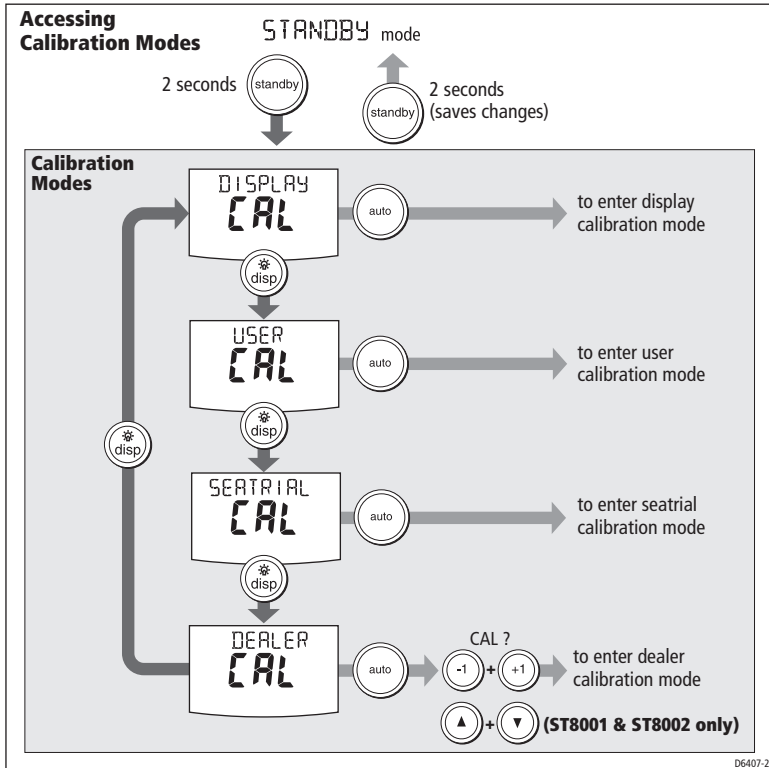 Accessing
Calibration Modes
STANDBY mode
2 seconds
standby
standby
2 seconds
(saves changes)
Calibration
Modes
DISPLAY
CAL
auto
to enter display
calibration mode
disp
USER
CAL
auto
to enter user
calibration mode
disp
disp
SEATRIAL
CAL
auto
to enter seatrial
calibration mode
disp
DEALER
CAL
auto
CAL ?
-1 + +1
to enter dealer
calibration mode
▲ + ▼ (ST8001 & ST8002 only)
D6407-2